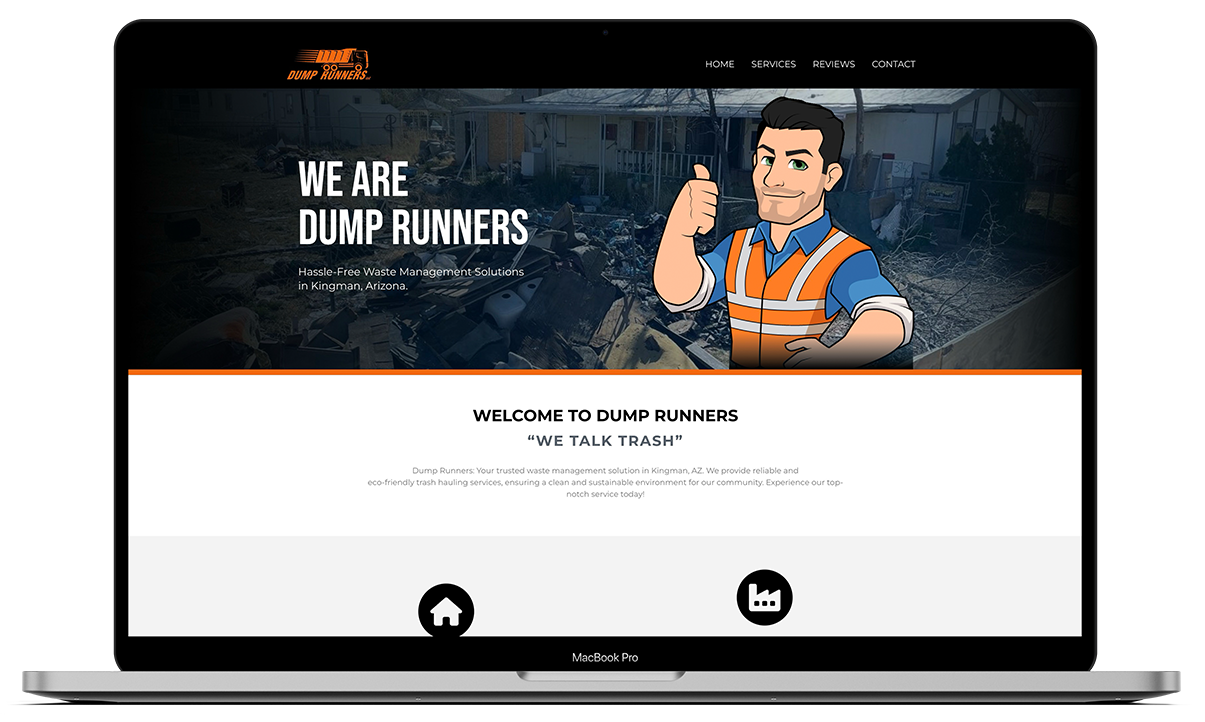 DUMP RUNNERS
HOME SERVICES REVIEWS CONTACT
WE ARE
DUMP RUNNERS
Hassle-Free Waste Management Solutions
in Kingman, Arizona.
WELCOME TO DUMP RUNNERS
“WE TALK TRASH”
Dump Runners: Your trusted waste management solution in Kingman, AZ. We provide reliable and
eco-friendly trash hauling services, ensuring a clean and sustainable environment for our community. Experience our top-
notch service today!
MacBook Pro